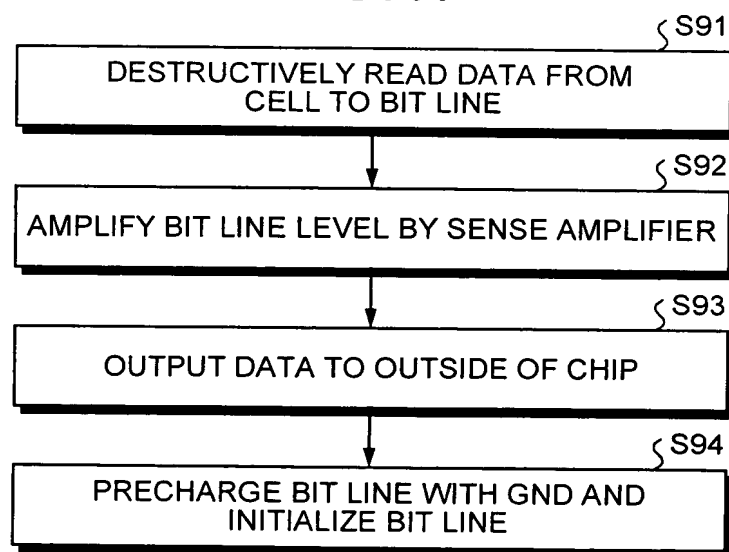 S91
DESTRUCTIVELY READ DATA FROM
CELL TO BIT LINE
S92
AMPLIFY BIT LINE LEVEL BY SENSE AMPLIFIER
S93
OUTPUT DATA TO OUTSIDE OF CHIP
S94
PRECHARGE BIT LINE WITH GND AND
INITIALIZE BIT LINE